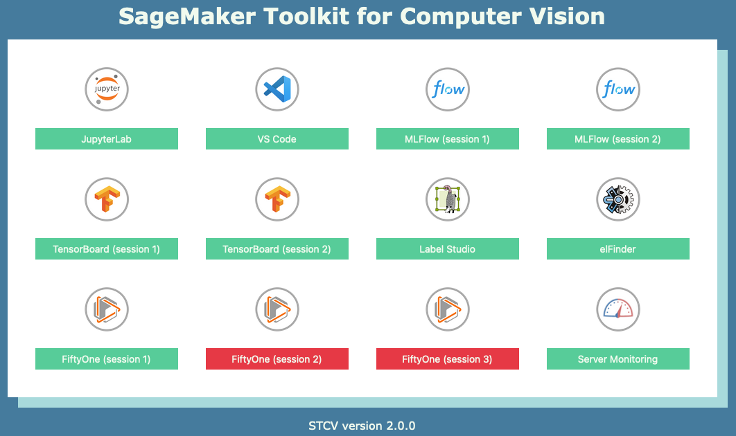 SageMaker Toolkit for Computer Vision
jupyter
flow
flow
JupyterLab
VS Code
MLFlow (session 1)
MLFlow (session 2)
TensorBoard (session 1)
TensorBoard (session 2)
Label Studio
elFinder
FiftyOne (session 1)
FiftyOne (session 2)
FiftyOne (session 3)
Server Monitoring
STCV version 2.0.0